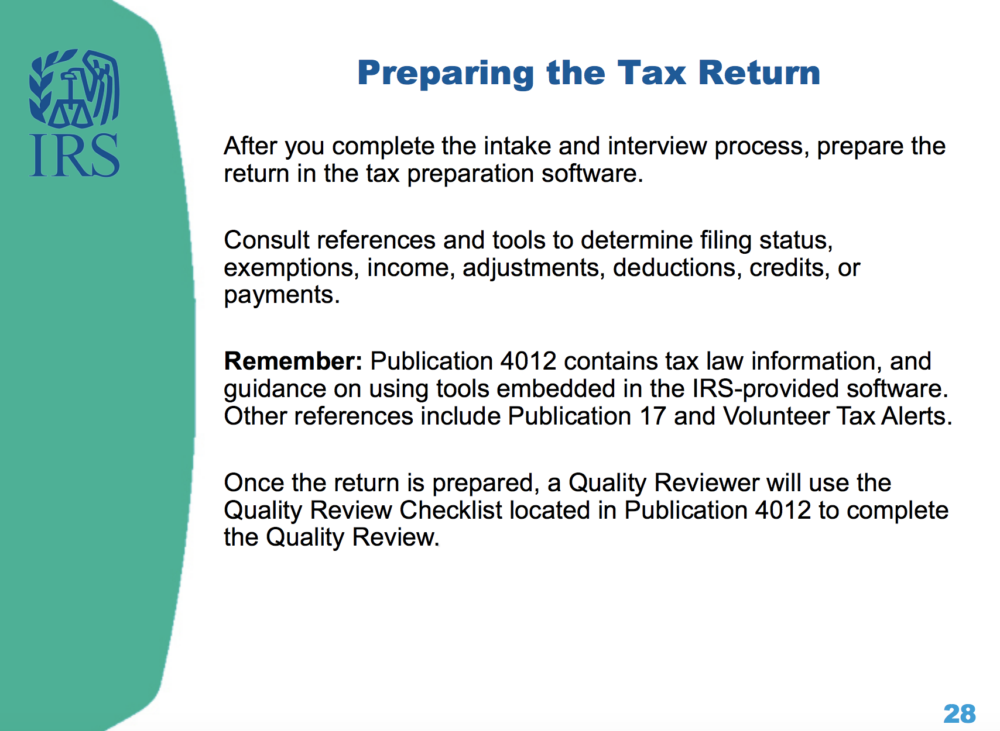 IRS
Preparing the Tax Return
After you complete the intake and interview process, prepare the
return in the tax preparation software.
Consult references and tools to determine filing status,
exemptions, income, adjustments, deductions, credits, or
payments.
Remember: Publication 4012 contains tax law information, and
guidance on using tools embedded in the IRS-provided software.
Other references include Publication 17 and Volunteer Tax Alerts.
Once the return is prepared, a Quality Reviewer will use the
Quality Review Checklist located in Publication 4012 to complete
the Quality Review.
28